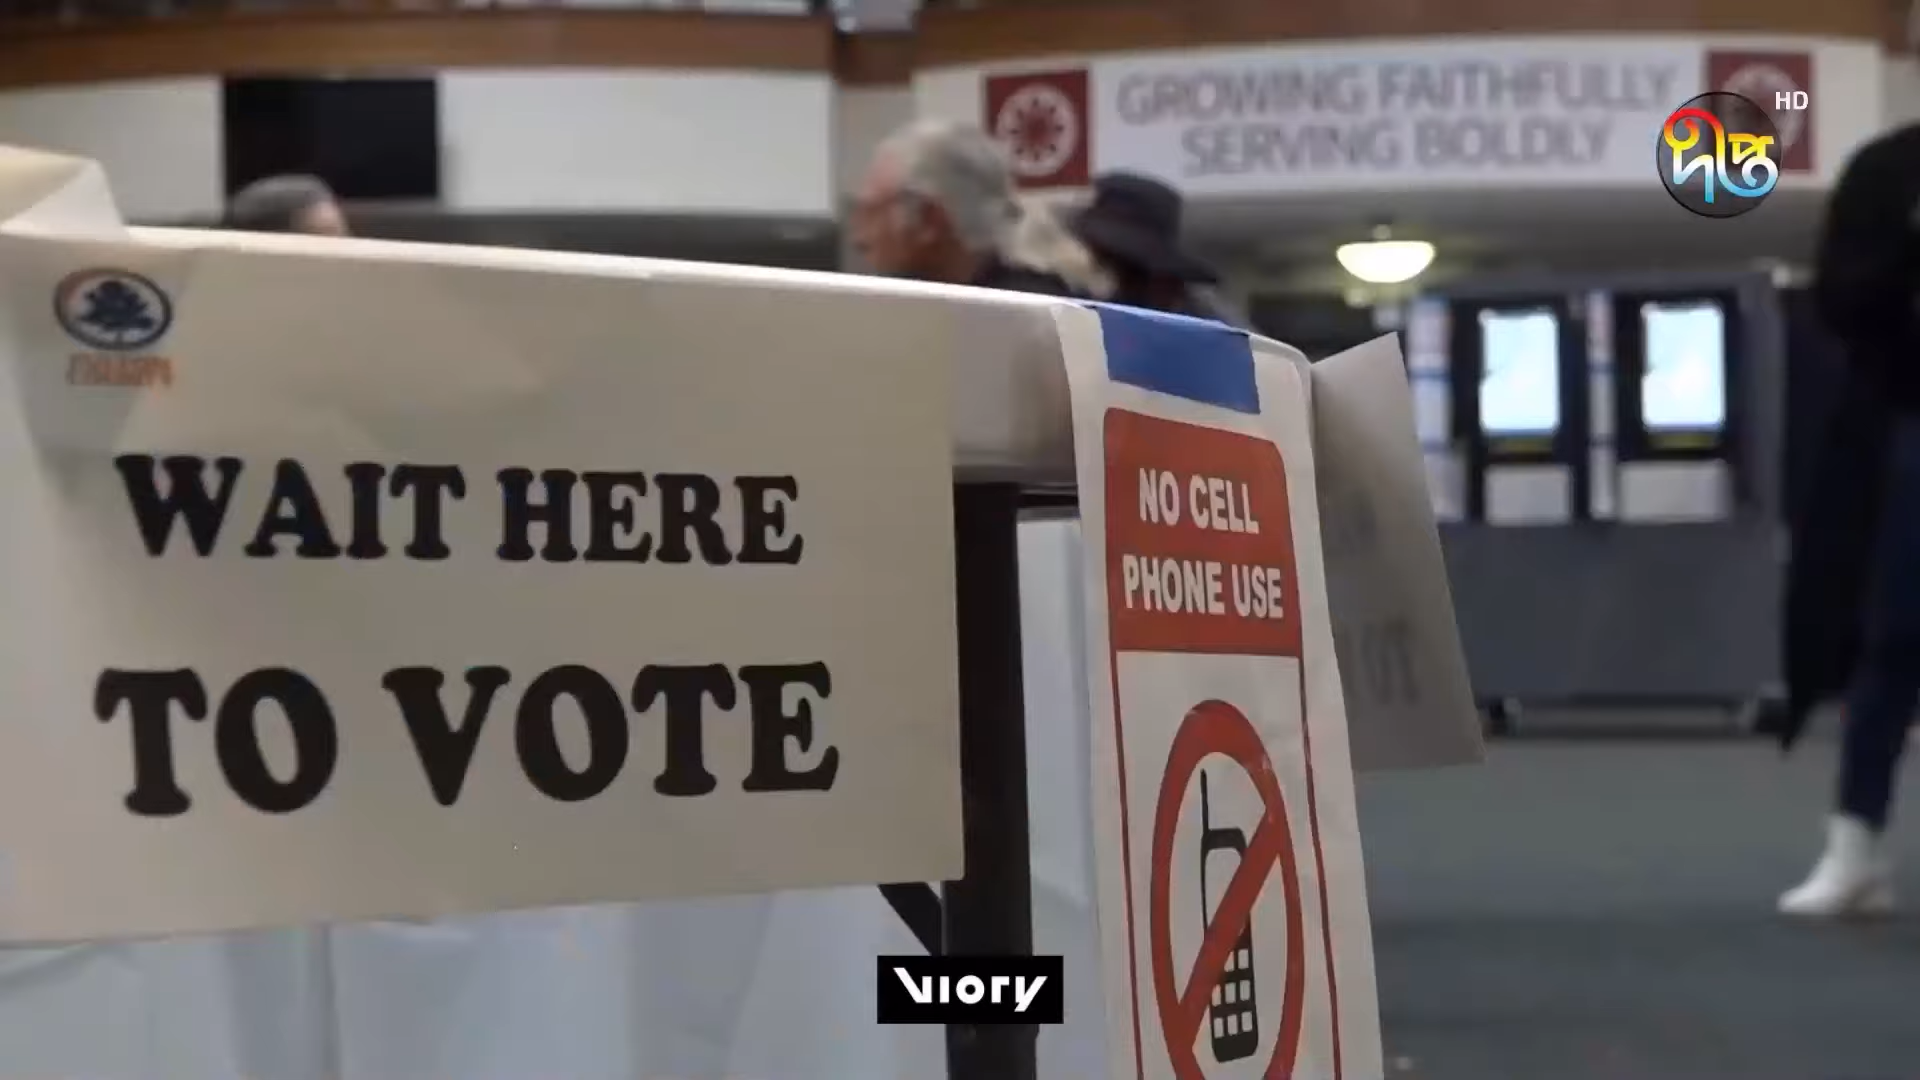 GROWING FAITHFULLY
SERVING BOLDLY
HD
দীপ্ত
WAIT HERE
TO VOTE
NO CELL
PHONE USE
VIORY